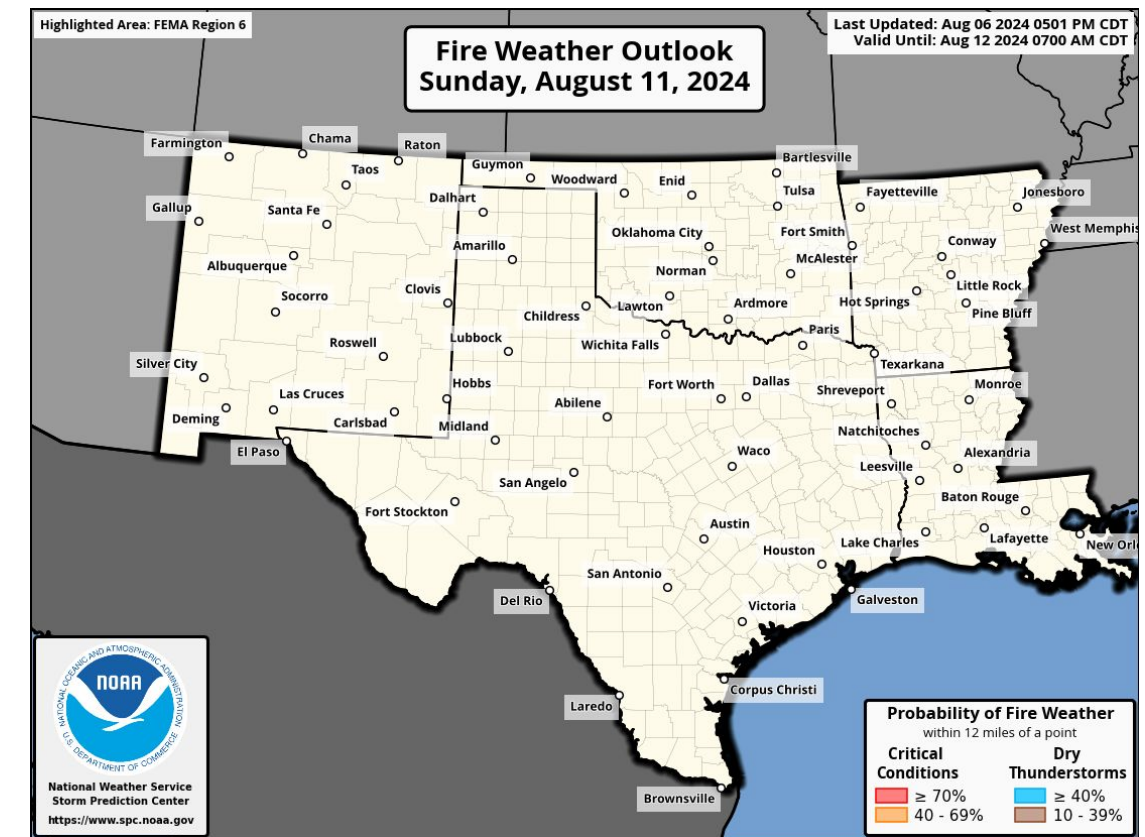 Highlighted Area: FEMA Region 6
Last Updated: Aug 06 2024 0501 PM CDT
Valid Until: Aug 12 2024 0700 AM CDT
Fire Weather Outlook
Sunday, August 11, 2024
Farmington
Chama
Raton
Taos
Guymon
Woodward
Enid
Bartlesville
Tulsa
Fayetteville
Jonesboro
Gallup
Santa Fe
Dalhart
Oklahoma City
Fort Smith
West Memphis
Albuquerque
Amarillo
Norman
McAlester
Conway
Socorro
Clovis
Childress
Lawton
Ardmore
Hot Springs
Little Rock
Pine Bluff
Roswell
Lubbock
Wichita Falls
Paris
Texarkana
Silver City
Las Cruces
Hobbs
Fort Worth
Dallas
Shreveport
Monroe
Deming
Carlsbad
Midland
Abilene
Natchitoches
El Paso
San Angelo
Waco
Leesville
Alexandria
Fort Stockton
Austin
Baton Rouge
Houston
Lake Charles
Lafayette
New Orl
Del Rio
San Antonio
Galveston
Victoria
Laredo
Corpus Christi
Brownsville
NATIONAL OCEANIC AND ATMOSPHERIC ADMINISTRATION
NOAA
U.S. DEPARTMENT OF COMMERCE
National Weather Service
Storm Prediction Center
https://www.spc.noaa.gov
Probability of Fire Weather
within 12 miles of a point
Critical Conditions
≥ 70%
40 - 69%
Dry Thunderstorms
≥ 40%
10 - 39%